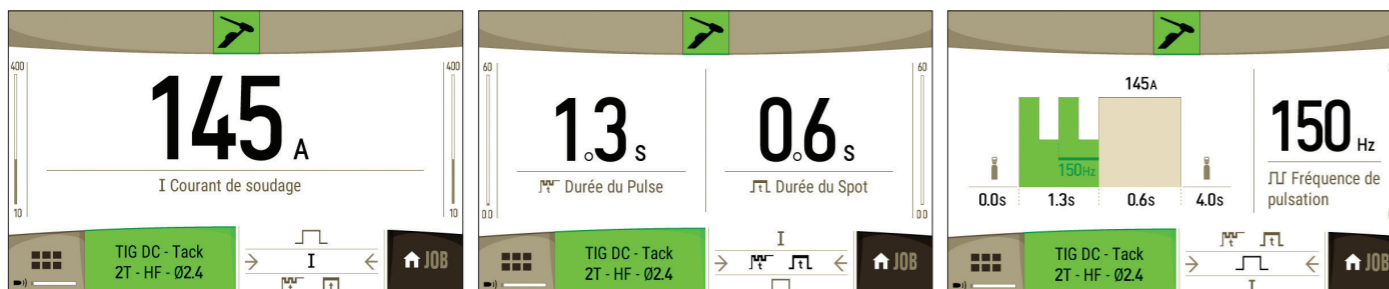 400
400
145 A
I Courant de soudage
10
10
TIG DC - Tack
2T - HF - Ø2.4
I
t
t
JOB
60
60
1.3 s
0.6 s
t Durée du Pulse
t Durée du Spot
0.0
0.0
TIG DC - Tack
2T - HF - Ø2.4
I
t
t
JOB
145A
150Hz
0.0s
1.3s
0.6s
4.0s
150 Hz
Fréquence de
pulsation
TIG DC - Tack
2T - HF - Ø2.4
t
t
I
JOB